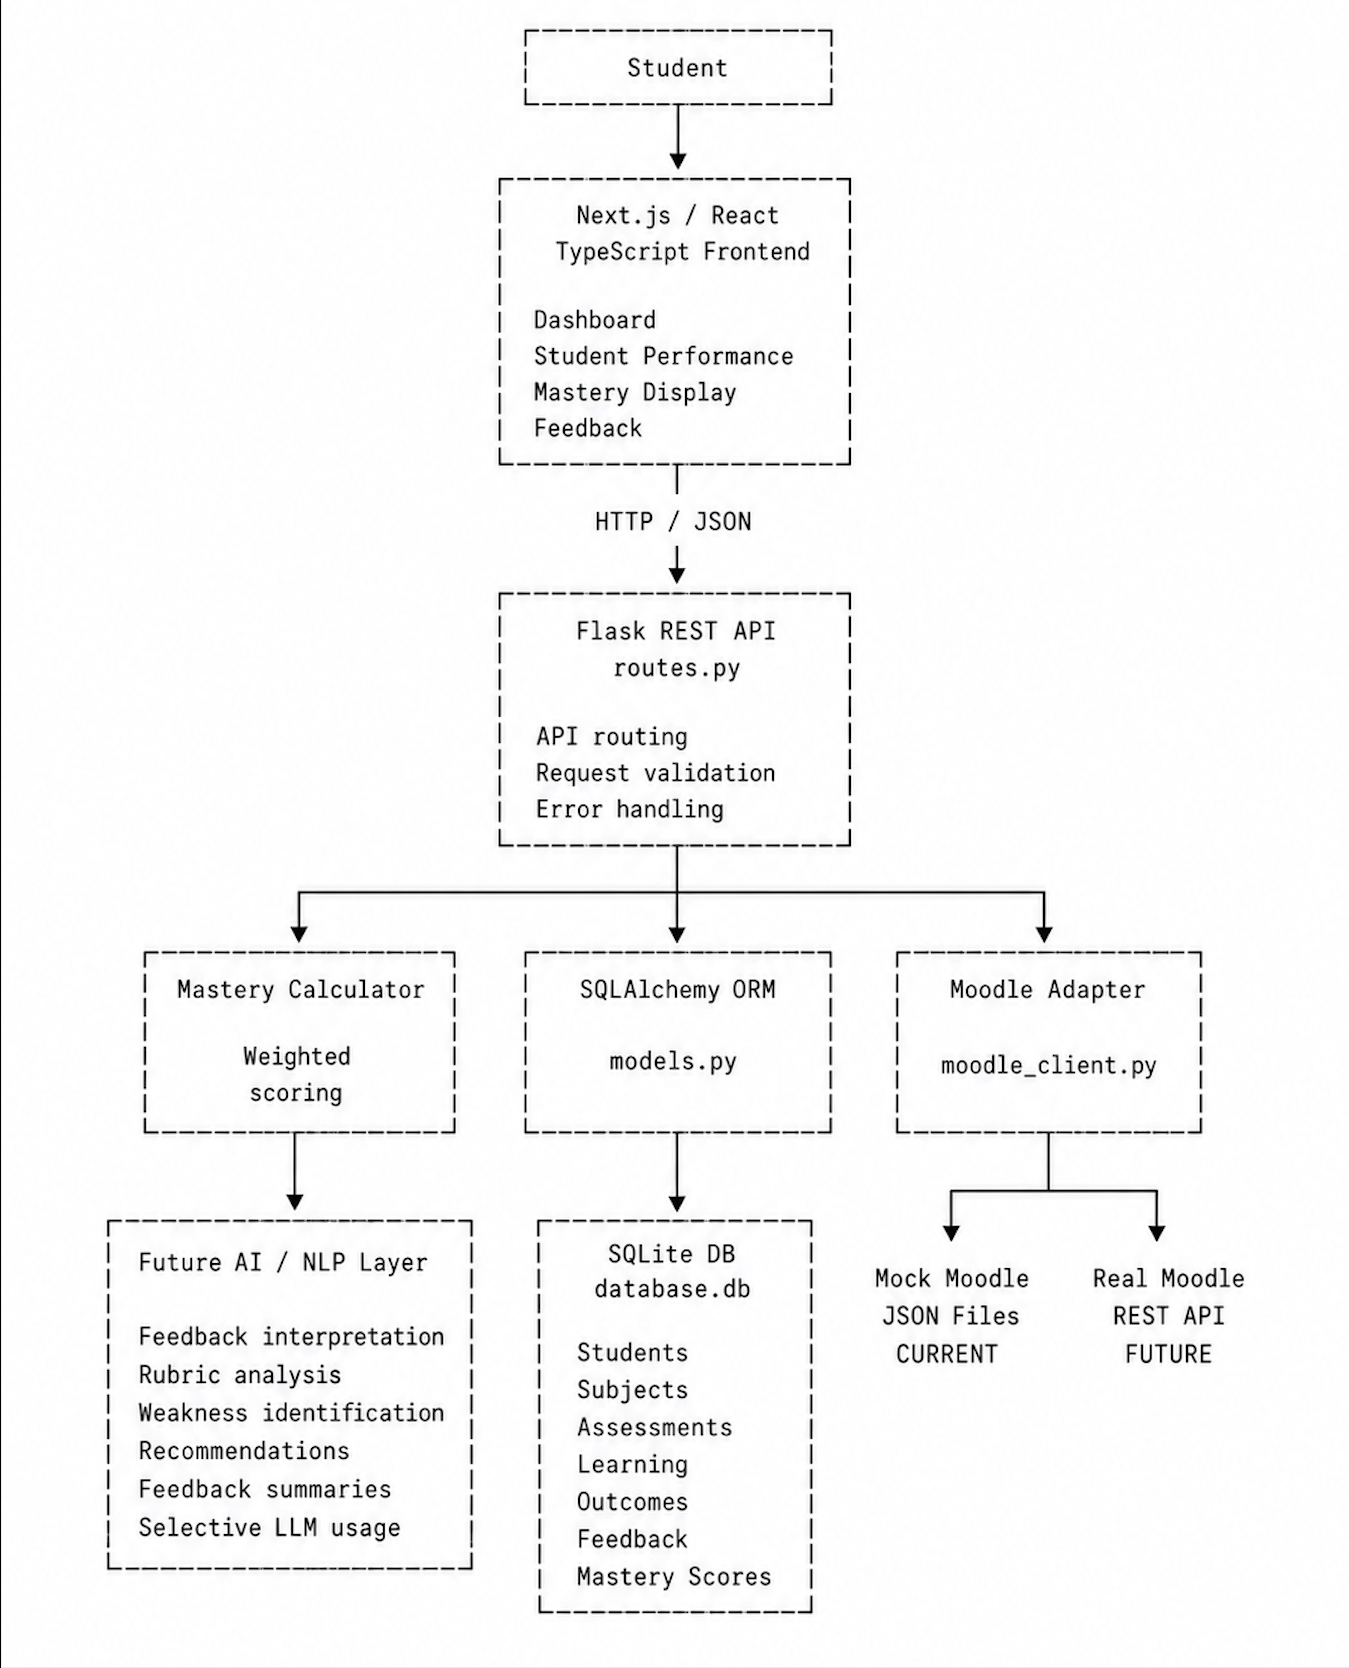 Student
Next.js / React
TypeScript Frontend
Dashboard
Student Performance
Mastery Display
Feedback
HTTP / JSON
Flask REST API
routes.py
API routing
Request validation
Error handling
Mastery Calculator
Weighted
scoring
SQLAlchemy ORM
models.py
Moodle Adapter
moodle_client.py
Future AI / NLP Layer
Feedback interpretation
Rubric analysis
Weakness identification
Recommendations
Feedback summaries
Selective LLM usage
SQLite DB
database.db
Students
Subjects
Assessments
Learning
Outcomes
Feedback
Mastery Scores
Mock Moodle
JSON Files
CURRENT
Real Moodle
REST API
FUTURE